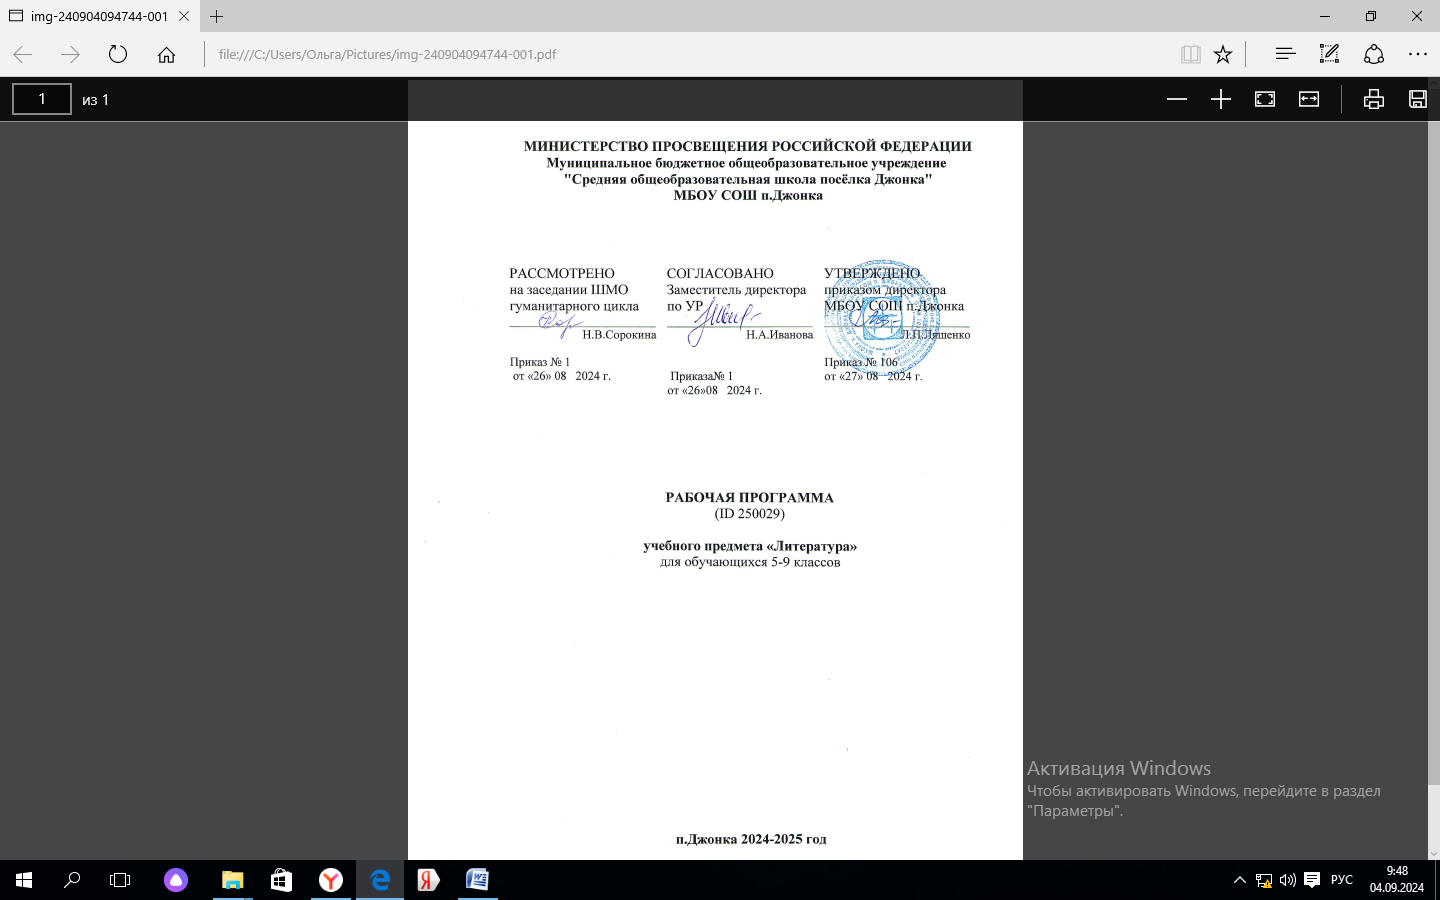 img-240904094744-001
file:///C:/Users/Ольга/Pictures/img-240904094744-001.pdf
1 из 1
МИНИСТЕРСТВО ПРОСВЕЩЕНИЯ РОССИЙСКОЙ ФЕДЕРАЦИИ
Муниципальное бюджетное общеобразовательное учреждение
"Средняя общеобразовательная школа посёлка Джонка"
МБОУ СОШ п.Джонка
РАССМОТРЕНО
на заседании ШМО
гуманитарного цикла
Н.В.Сорокина
Приказ № 1
от «26» 08 2024 г.
СОГЛАСОВАНО
Заместитель директора
по УР
Н.А.Иванова
Приказа№ 1
от «26»08 2024 г.
УТВЕРЖДЕНО
приказом директора
МБОУ СОШ п.Джонка
Л.П.Ляшенко
Приказ № 106
от «27» 08 2024 г.
РАБОЧАЯ ПРОГРАММА
(ID 250029)
учебного предмета «Литература»
для обучающихся 5-9 классов
п.Джонка 2024-2025 год
Активация Windows
Чтобы активировать Windows, перейдите в раздел
"Параметры".
РУС
9:48
04.09.2024